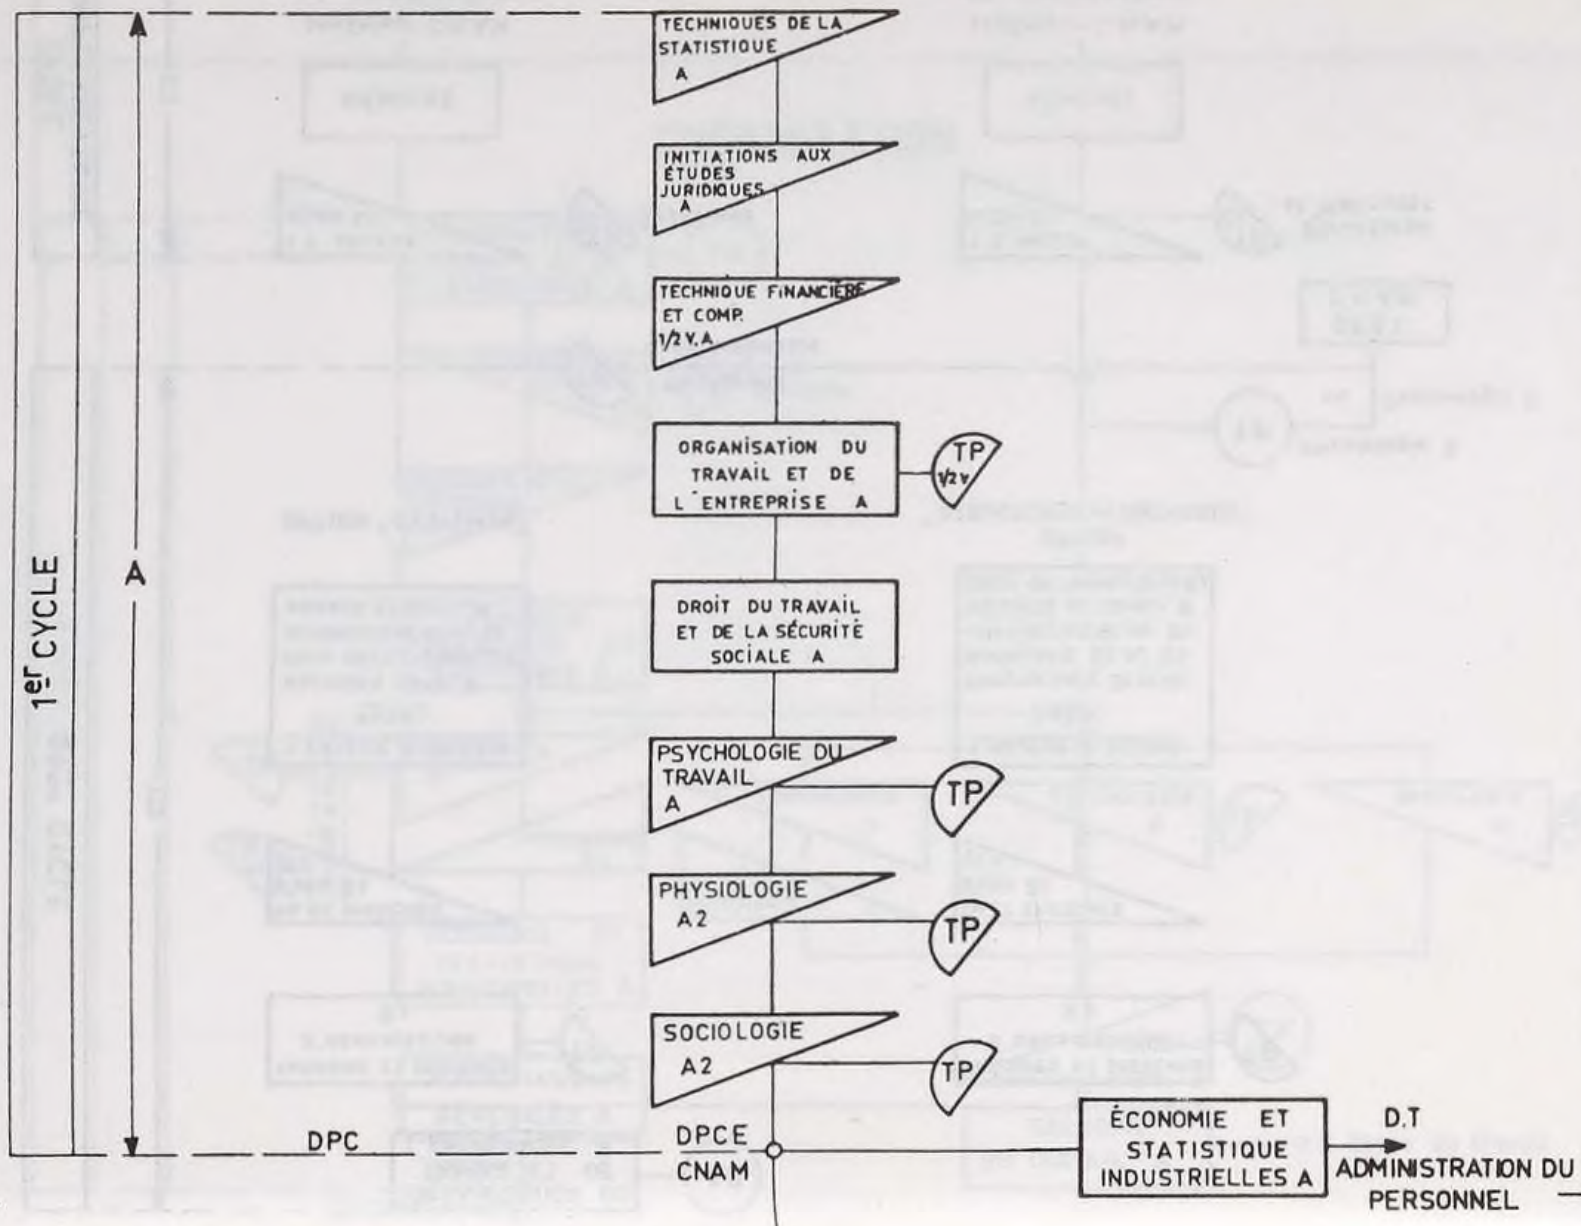 TECHNIQUES DE LA
STATISTIQUE
A
INITIATIONS AUX
ÉTUDES
JURIDIQUES
A
TECHNIQUE FINANCIÈRE
ET COMP.
1/2 V.A
ORGANISATION DU
TRAVAIL ET DE
L'ENTREPRISE A
TP
1/2 V
DROIT DU TRAVAIL
ET DE LA SÉCURITÉ
SOCIALE A
A
1er CYCLE
PSYCHOLOGIE DU
TRAVAIL
A
TP
PHYSIOLOGIE
A2
TP
SOCIOLOGIE
A2
TP
DPC
DPCE
CNAM
ÉCONOMIE ET
STATISTIQUE
INDUSTRIELLES A
D.T
ADMINISTRATION DU
PERSONNEL